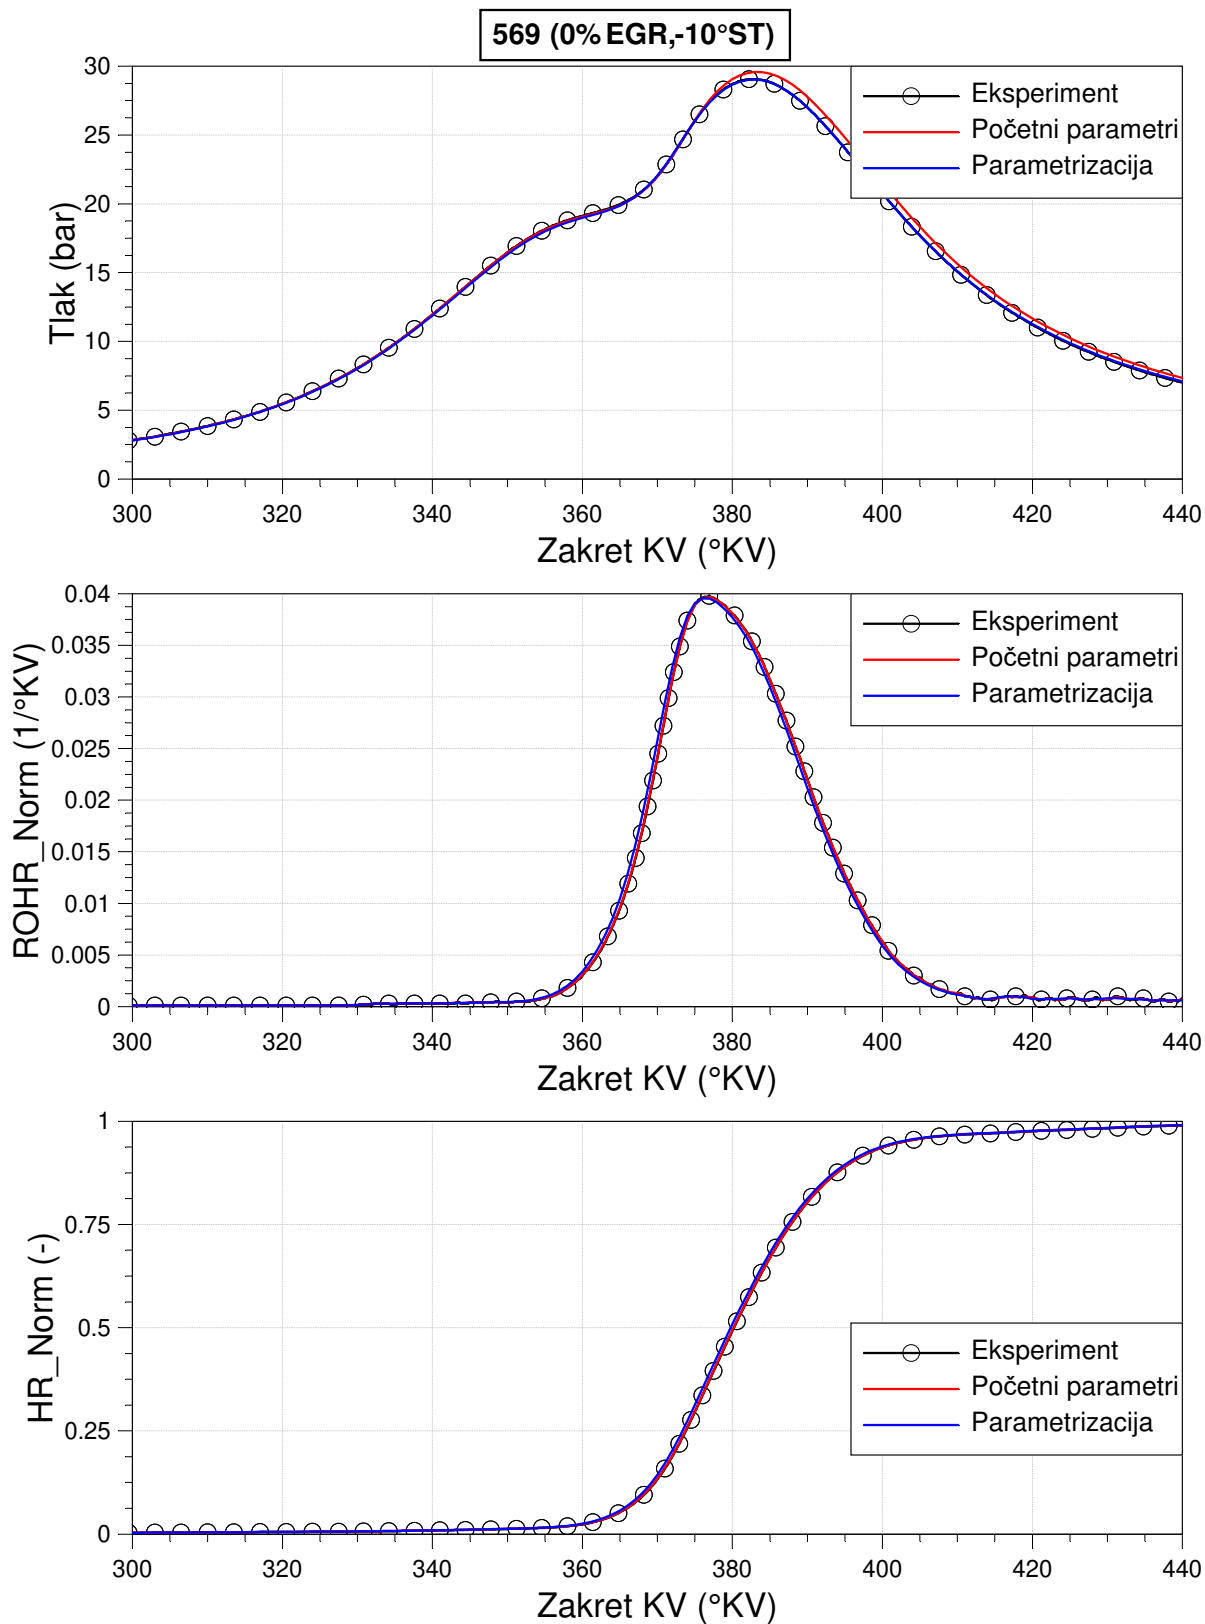 569 (0% EGR,-10°ST)
30
25
20
15
10
5
0
Tlak (bar)
Eksperiment
Početni parametri
Parametrizacija
300 320 340 360 380 400 420 440
Zakret KV (°KV)
0.04
0.035
0.03
0.025
0.02
0.015
0.01
0.005
0
ROHR_Norm (1/°KV)
Eksperiment
Početni parametri
Parametrizacija
300 320 340 360 380 400 420 440
Zakret KV (°KV)
1
0.75
0.5
0.25
0
HR_Norm (-)
Eksperiment
Početni parametri
Parametrizacija
300 320 340 360 380 400 420 440
Zakret KV (°KV)